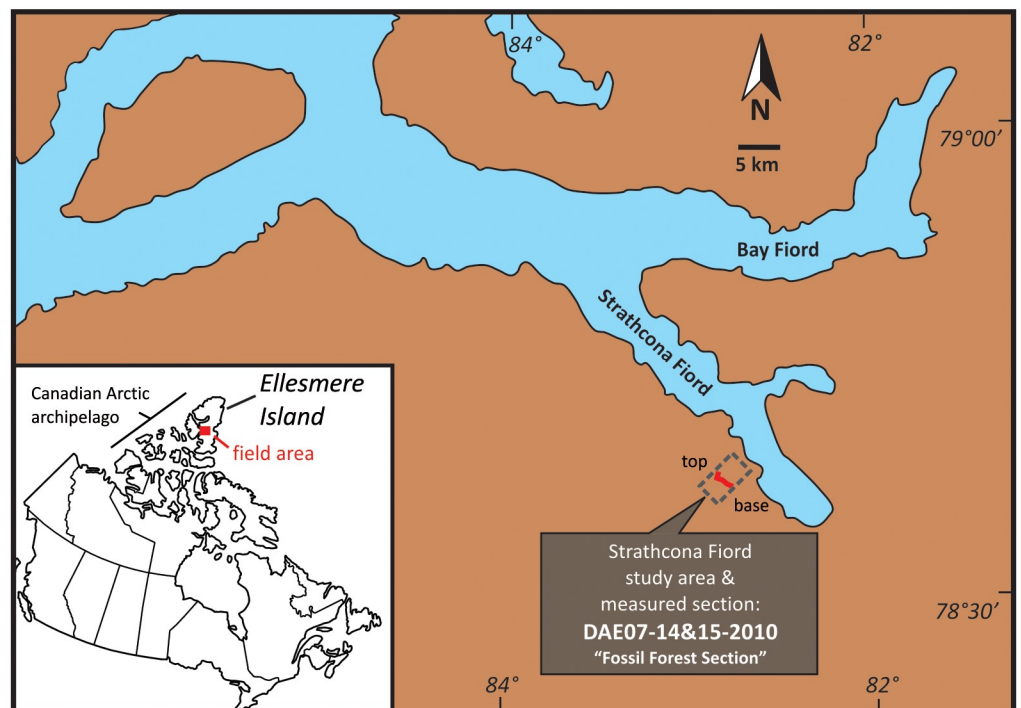 84°
82°
N
5 km
79°00’
Bay Fiord
Strathcona Fiord
Canadian Arctic
archipelago
Ellesmere
Island
field area
top
base
Strathcona Fiord
study area &
measured section:
DAE07-14&15-2010
“Fossil Forest Section”
78°30’
84°
82°